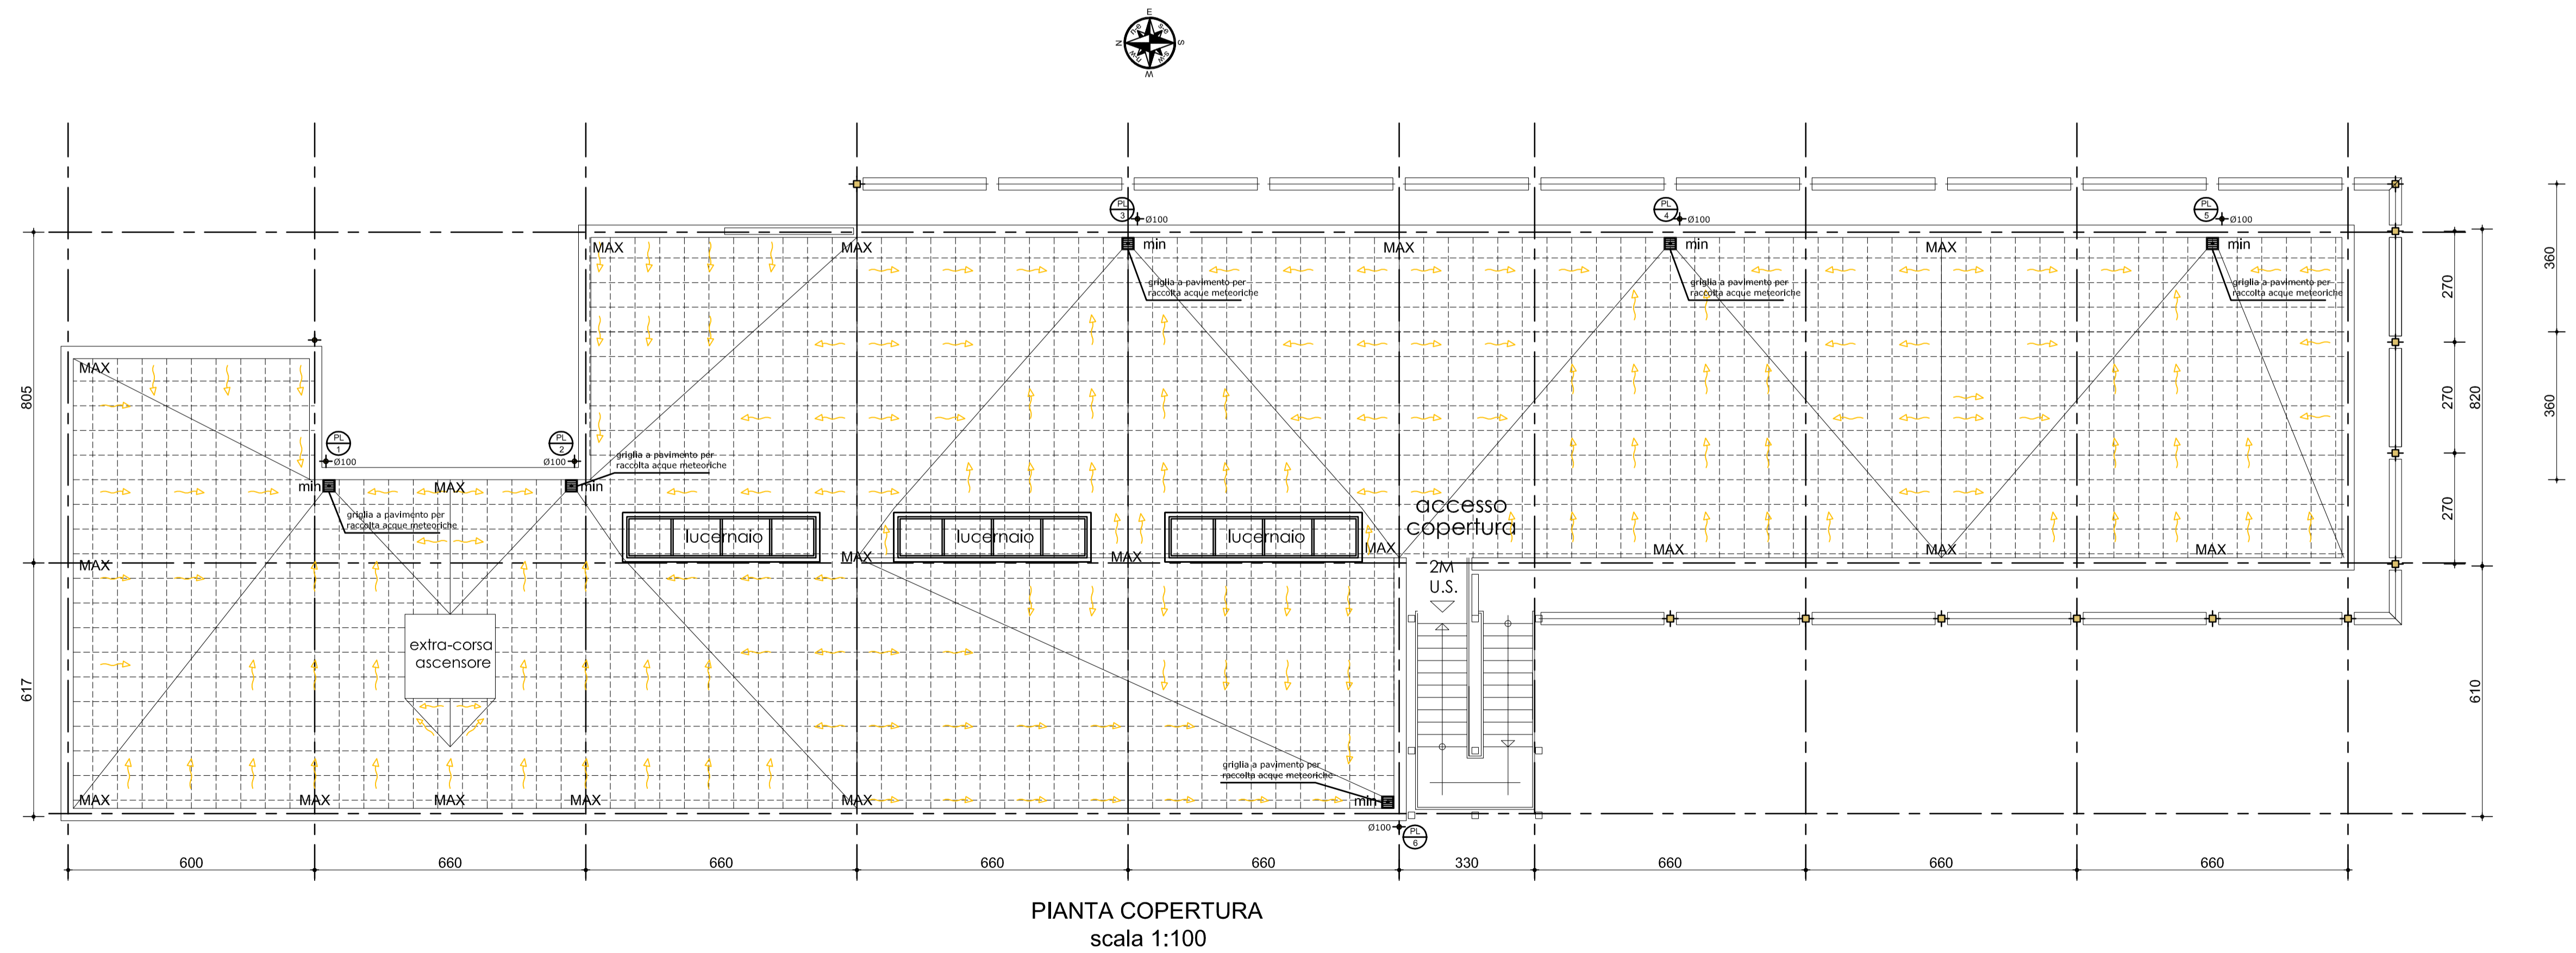 E
ne
se
N
S
nw
sw
W
PL
3
Ø100
PL
4
Ø100
PL
5
Ø100
MAX
MAX
min
MAX
min
MAX
min
griglia a pavimento per
raccolta acque meteoriche
griglia a pavimento per
raccolta acque meteoriche
griglia a pavimento per
raccolta acque meteoriche
360
270
805
MAX
270
820
360
PL
1
Ø100
PL
2
Ø100
griglia a pavimento per
raccolta acque meteoriche
min
MAX
min
griglia a pavimento per
raccolta acque meteoriche
accesso
copertura
270
lucernaio
lucernaio
lucernaio
MAX
MAX
MAX
MAX
MAX
MAX
MAX
2M
U.S.
extra-corsa
ascensore
617
610
griglia a pavimento per
raccolta acque meteoriche
MAX
MAX
MAX
MAX
MAX
min
Ø100
PL
6
600
660
660
660
660
330
660
660
660
PIANTA COPERTURA
scala 1:100